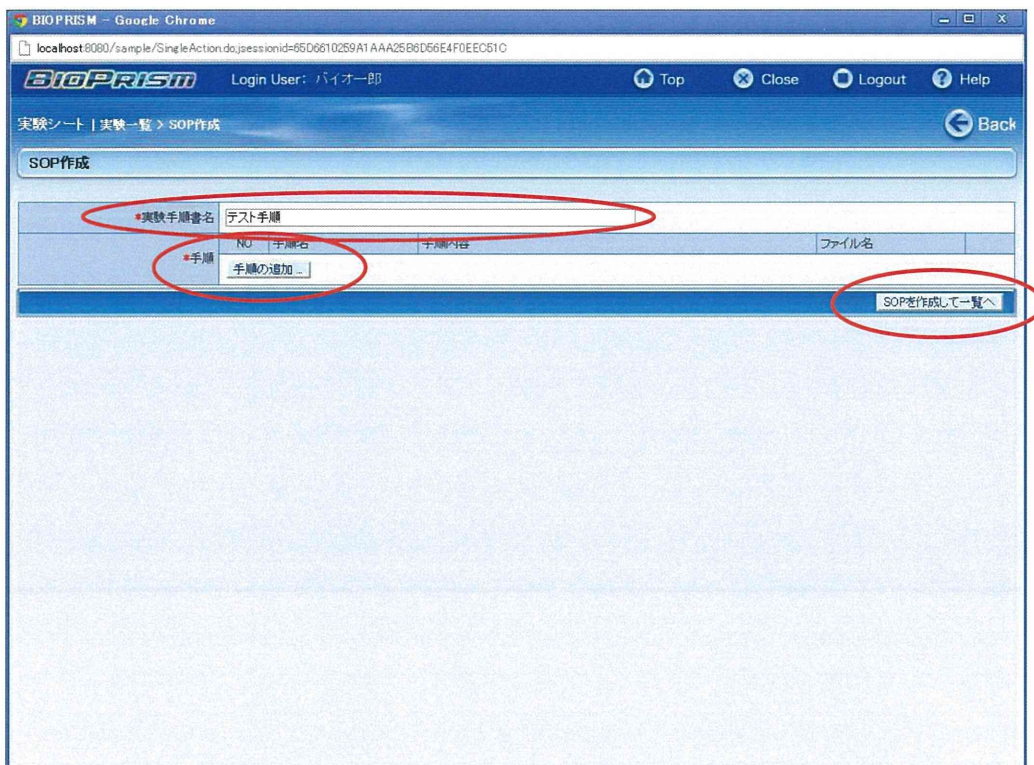 BIOPRISM - Google Chrome
localhost:8080/sample/SingleAction.do;jsessionid=65D6610259A1AAA25B6D56E4F0EEC51C
BIOPRISM Login User: バイオ一郎 Top Close Logout Help
実験シート | 実験一覧 > SOP作成 Back
SOP作成
*実験手順書名 テスト手順
*手順 NO 手順名 手順内容 ファイル名
手順の追加...
SOPを作成して一覧へ